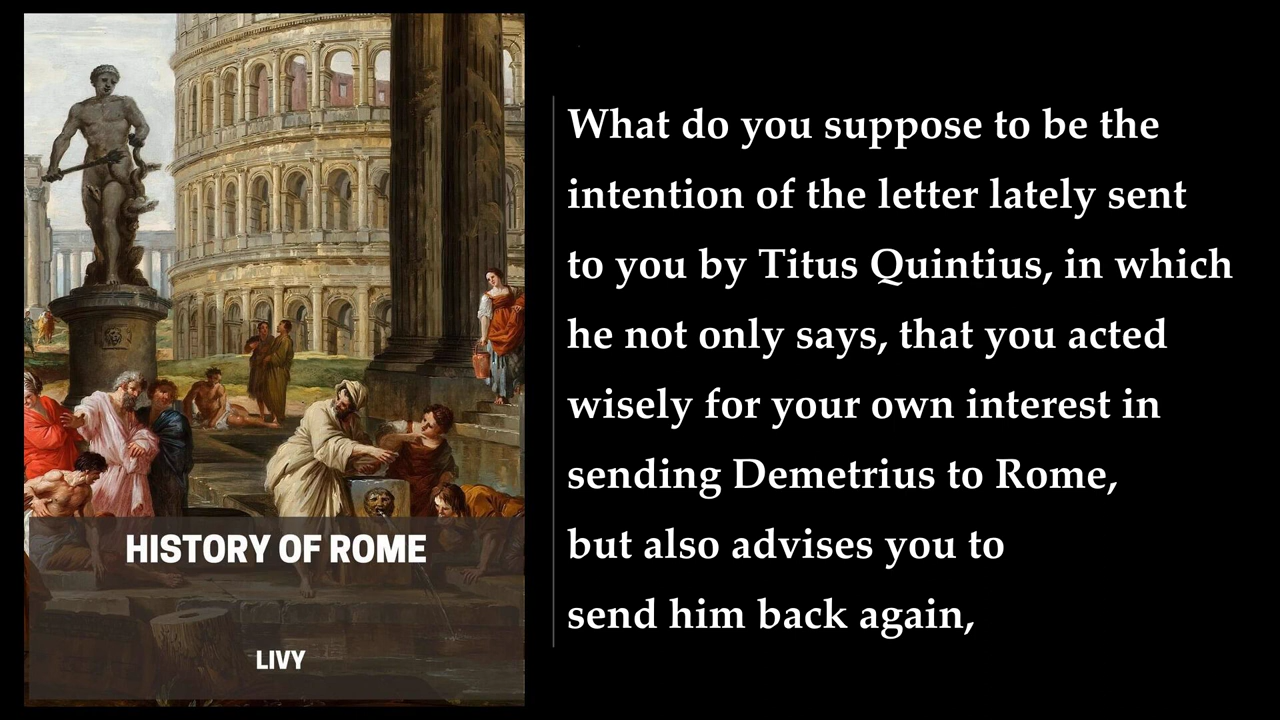 HISTORY OF ROME
LIVY
What do you suppose to be the
intention of the letter lately sent
to you by Titus Quintius, in which
he not only says, that you acted
wisely for your own interest in
sending Demetrius to Rome,
but also advises you to
send him back again,